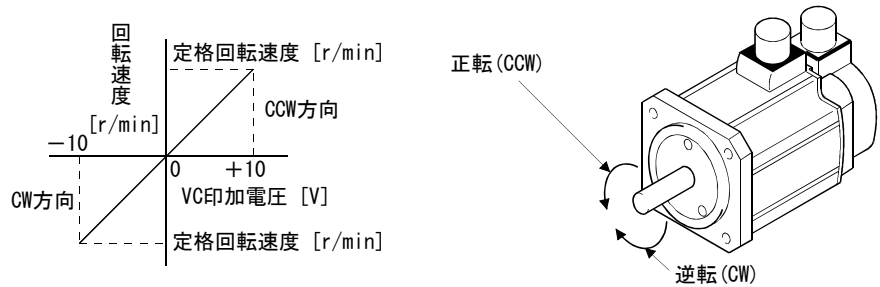 回転速度
[r/min]
定格回転速度 [r/min]
CCW方向
－10
0
＋10
CW方向
VC印加電圧 [V]
定格回転速度 [r/min]
正転(CCW)
逆転(CW)